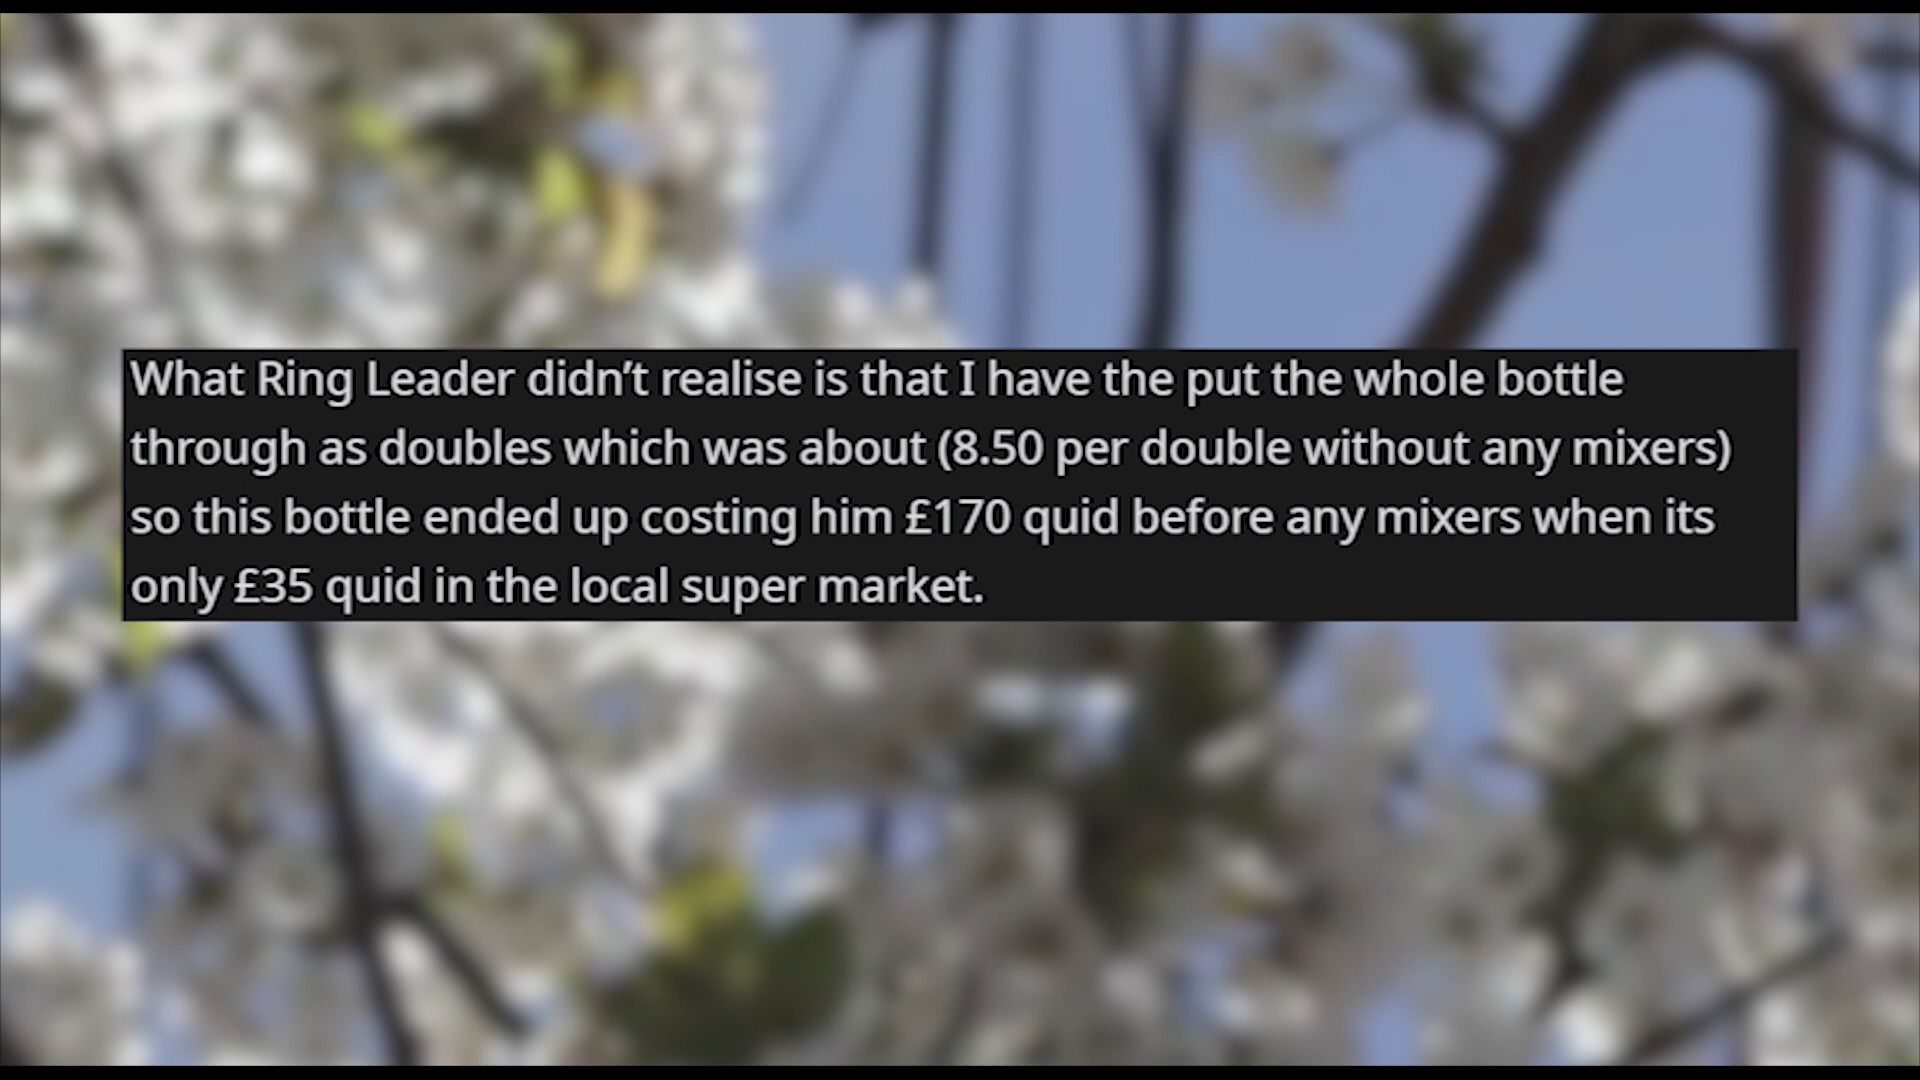 What Ring Leader didn’t realise is that I have the put the whole bottle
through as doubles which was about (8.50 per double without any mixers)
so this bottle ended up costing him £170 quid before any mixers when its
only £35 quid in the local super market.